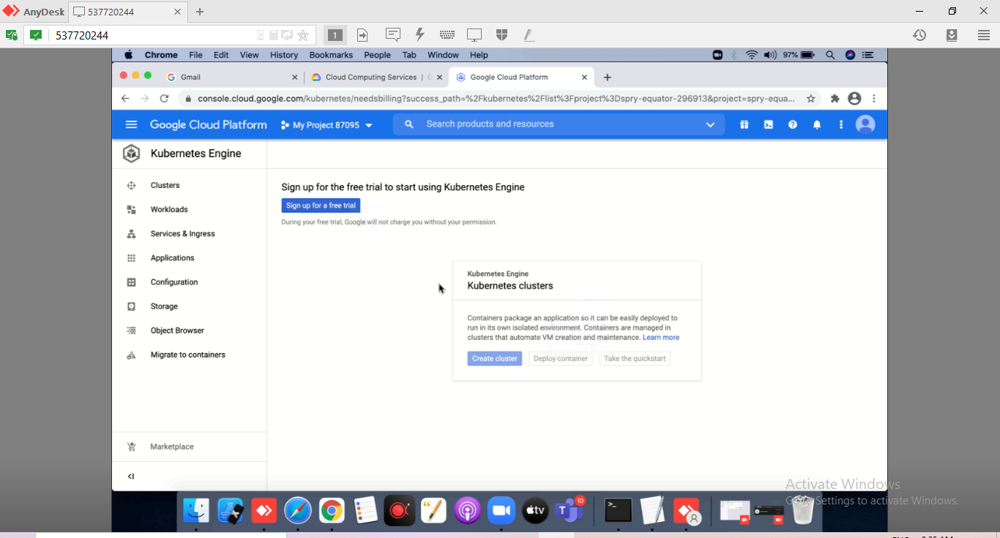 AnyDesk
537720244
537720244
1
Chrome File Edit View History Bookmarks People Tab Window Help
97%
Gmail
Cloud Computing Services |
Google Cloud Platform
console.cloud.google.com/kubernetes/needsbilling?success_path=%2Fkubernetes%2Flist%3Fproject%3Dspry-equator-296913&project=spry-equa...
Google Cloud Platform
My Project 87095
Search products and resources
Kubernetes Engine
Clusters
Workloads
Services & Ingress
Applications
Configuration
Storage
Object Browser
Migrate to containers
Marketplace
Sign up for the free trial to start using Kubernetes Engine
Sign up for a free trial
During your free trial, Google will not charge you without your permission.
Kubernetes Engine
Kubernetes clusters
Containers package an application so it can be easily deployed to
run in its own isolated environment. Containers are managed in
clusters that automate VM creation and maintenance. Learn more
Create cluster
Deploy container
Take the quickstart
Activate Windows
Settings to activate Windows.
tv
10